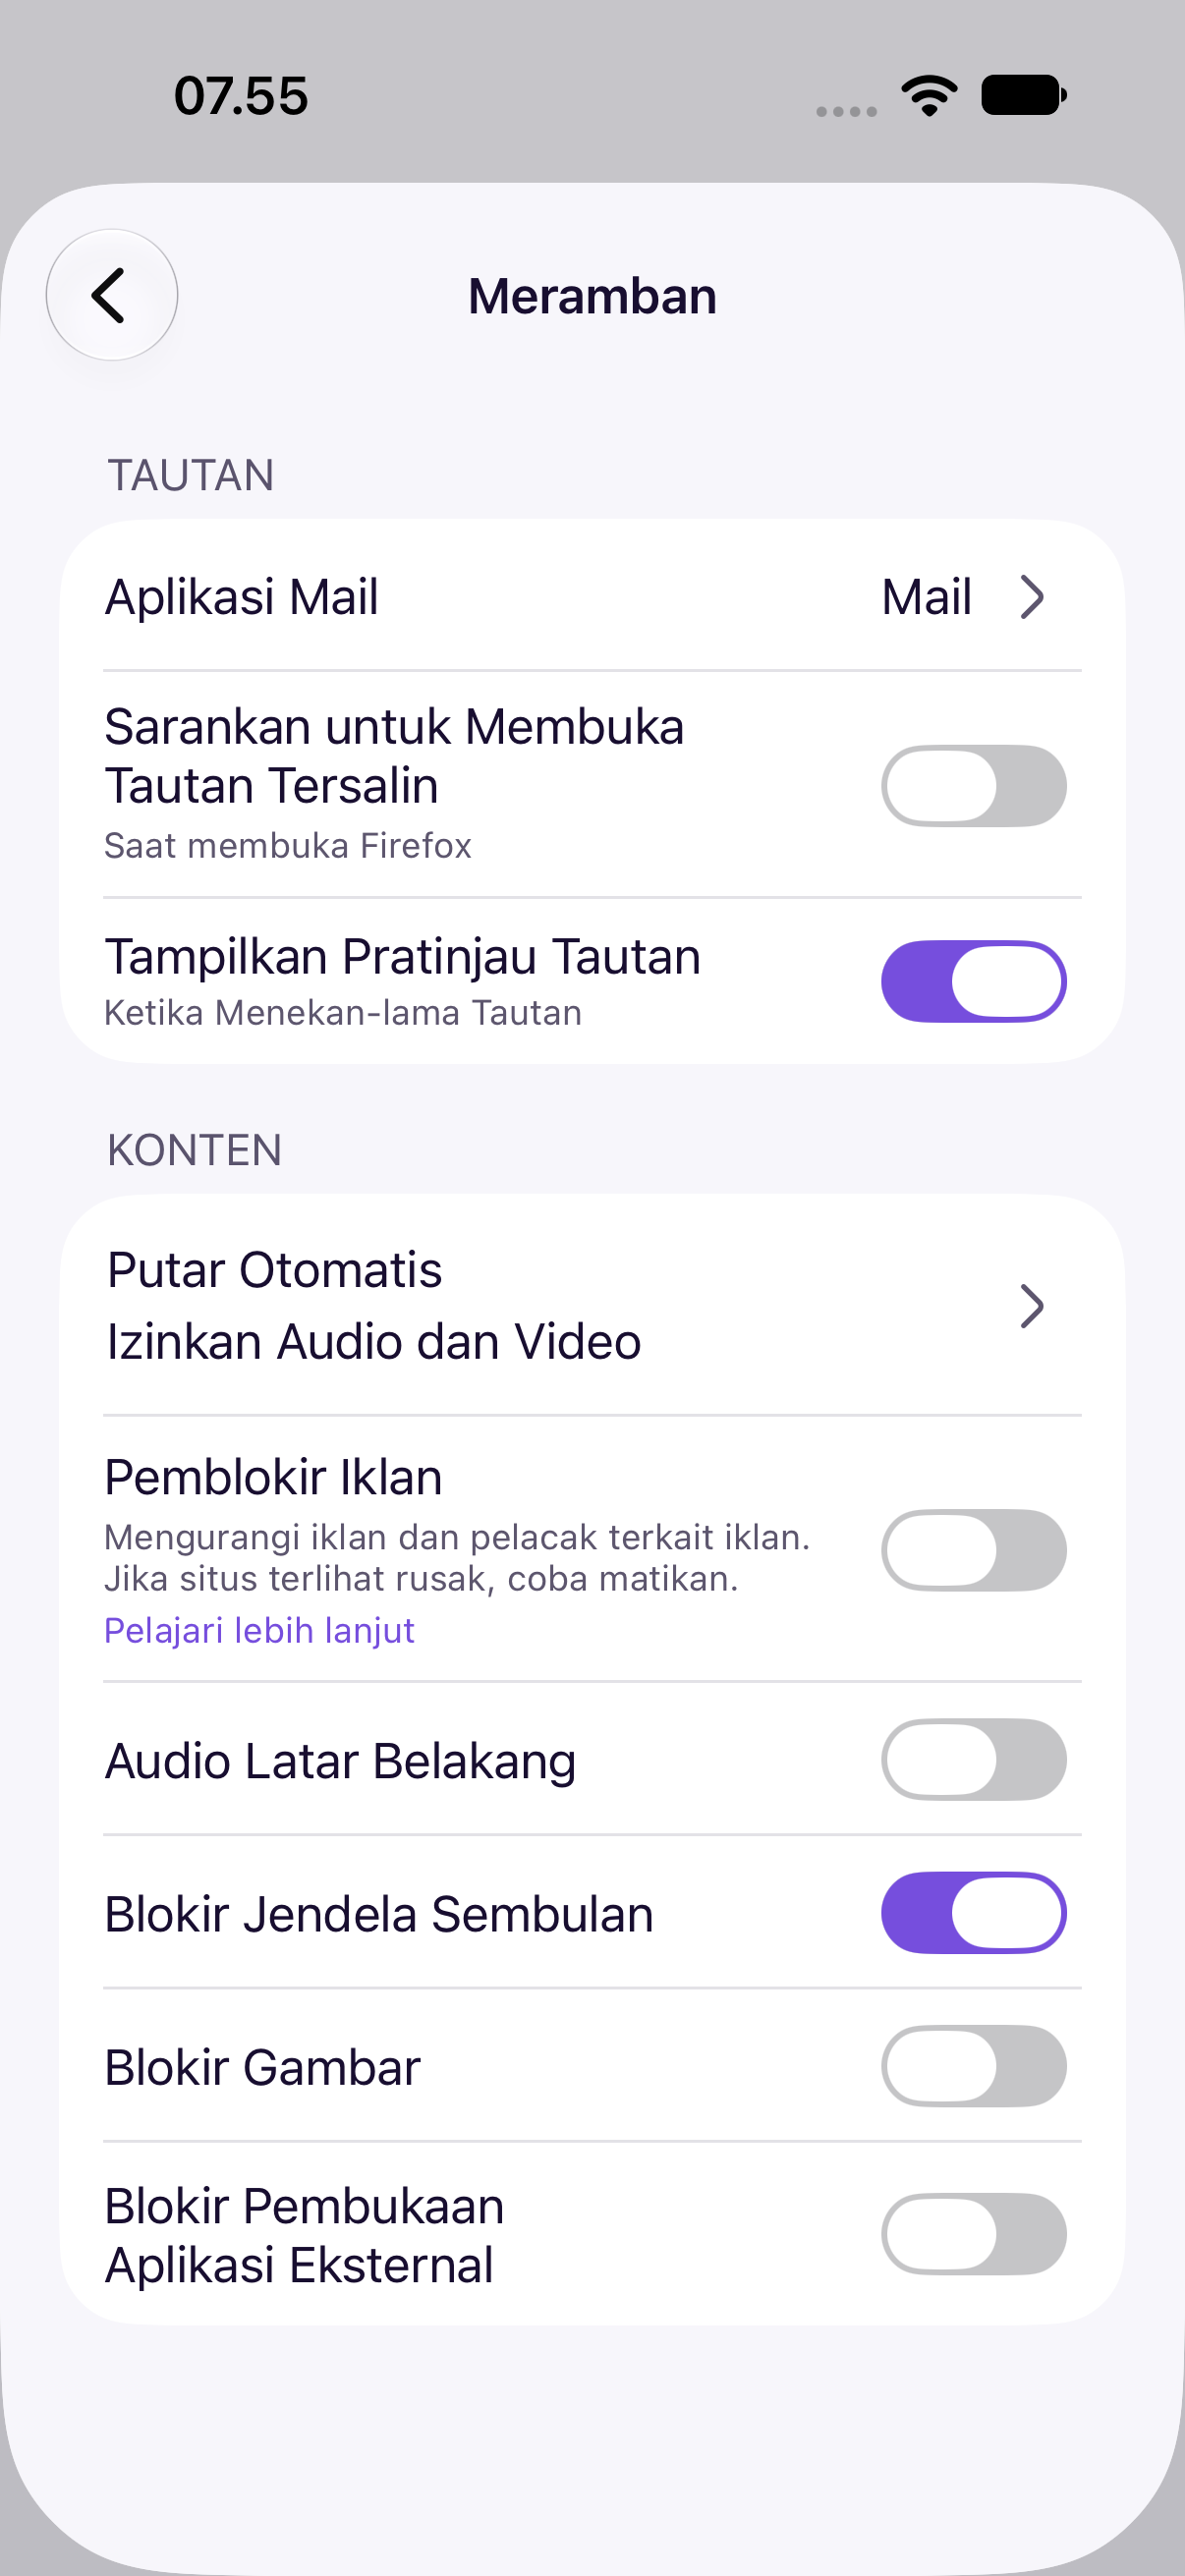 07.55
Meramban
TAUTAN
Aplikasi Mail
Mail
Sarankan untuk Membuka
Tautan Tersalin
Saat membuka Firefox
Tampilkan Pratinjau Tautan
Ketika Menekan-lama Tautan
KONTEN
Putar Otomatis
Izinkan Audio dan Video
Pemblokir Iklan
Mengurangi iklan dan pelacak terkait iklan.
Jika situs terlihat rusak, coba matikan.
Pelajari lebih lanjut
Audio Latar Belakang
Blokir Jendela Sembulan
Blokir Gambar
Blokir Pembukaan
Aplikasi Eksternal